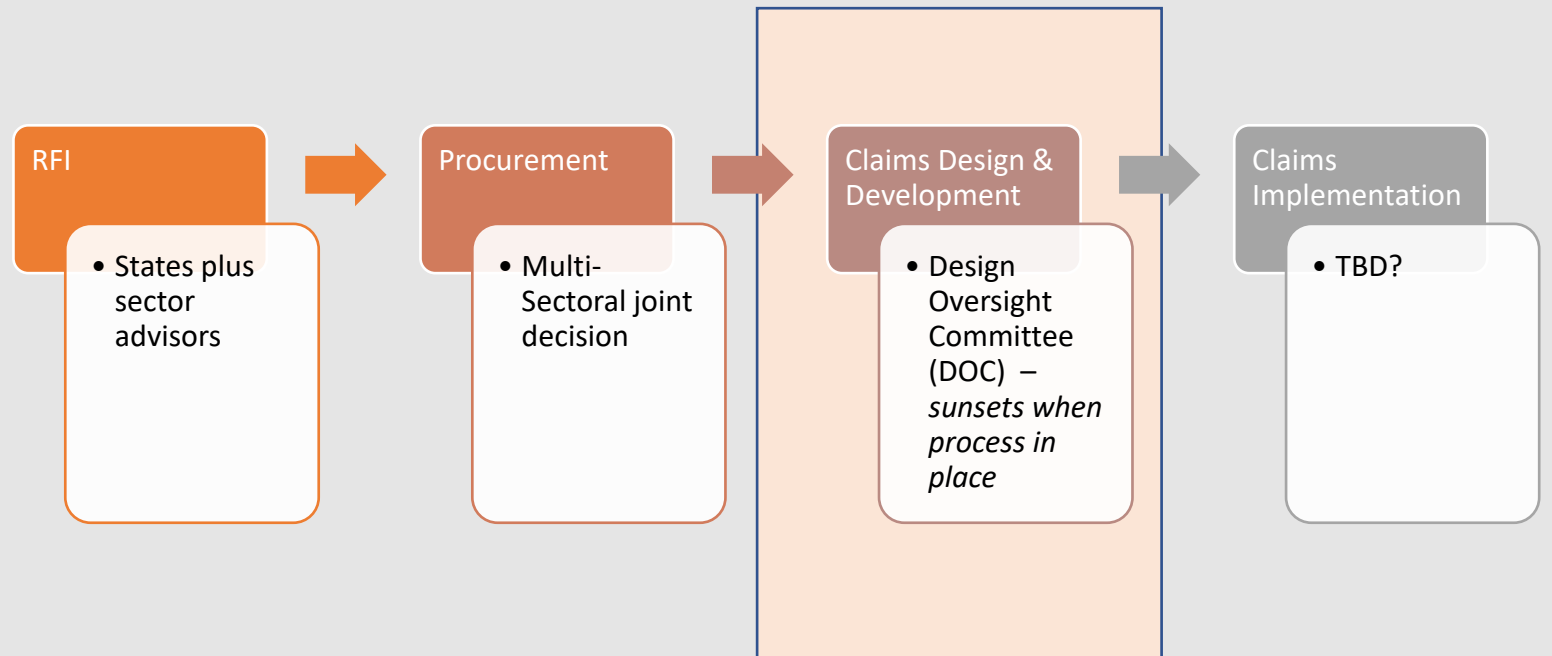 RFI
• States plus
sector
advisors
Procurement
• Multi-
Sectoral joint
decision
Claims Design &
Development
• Design
Oversight
Committee
(DOC) –
sunsets when
process in
place
Claims
Implementation
• TBD?